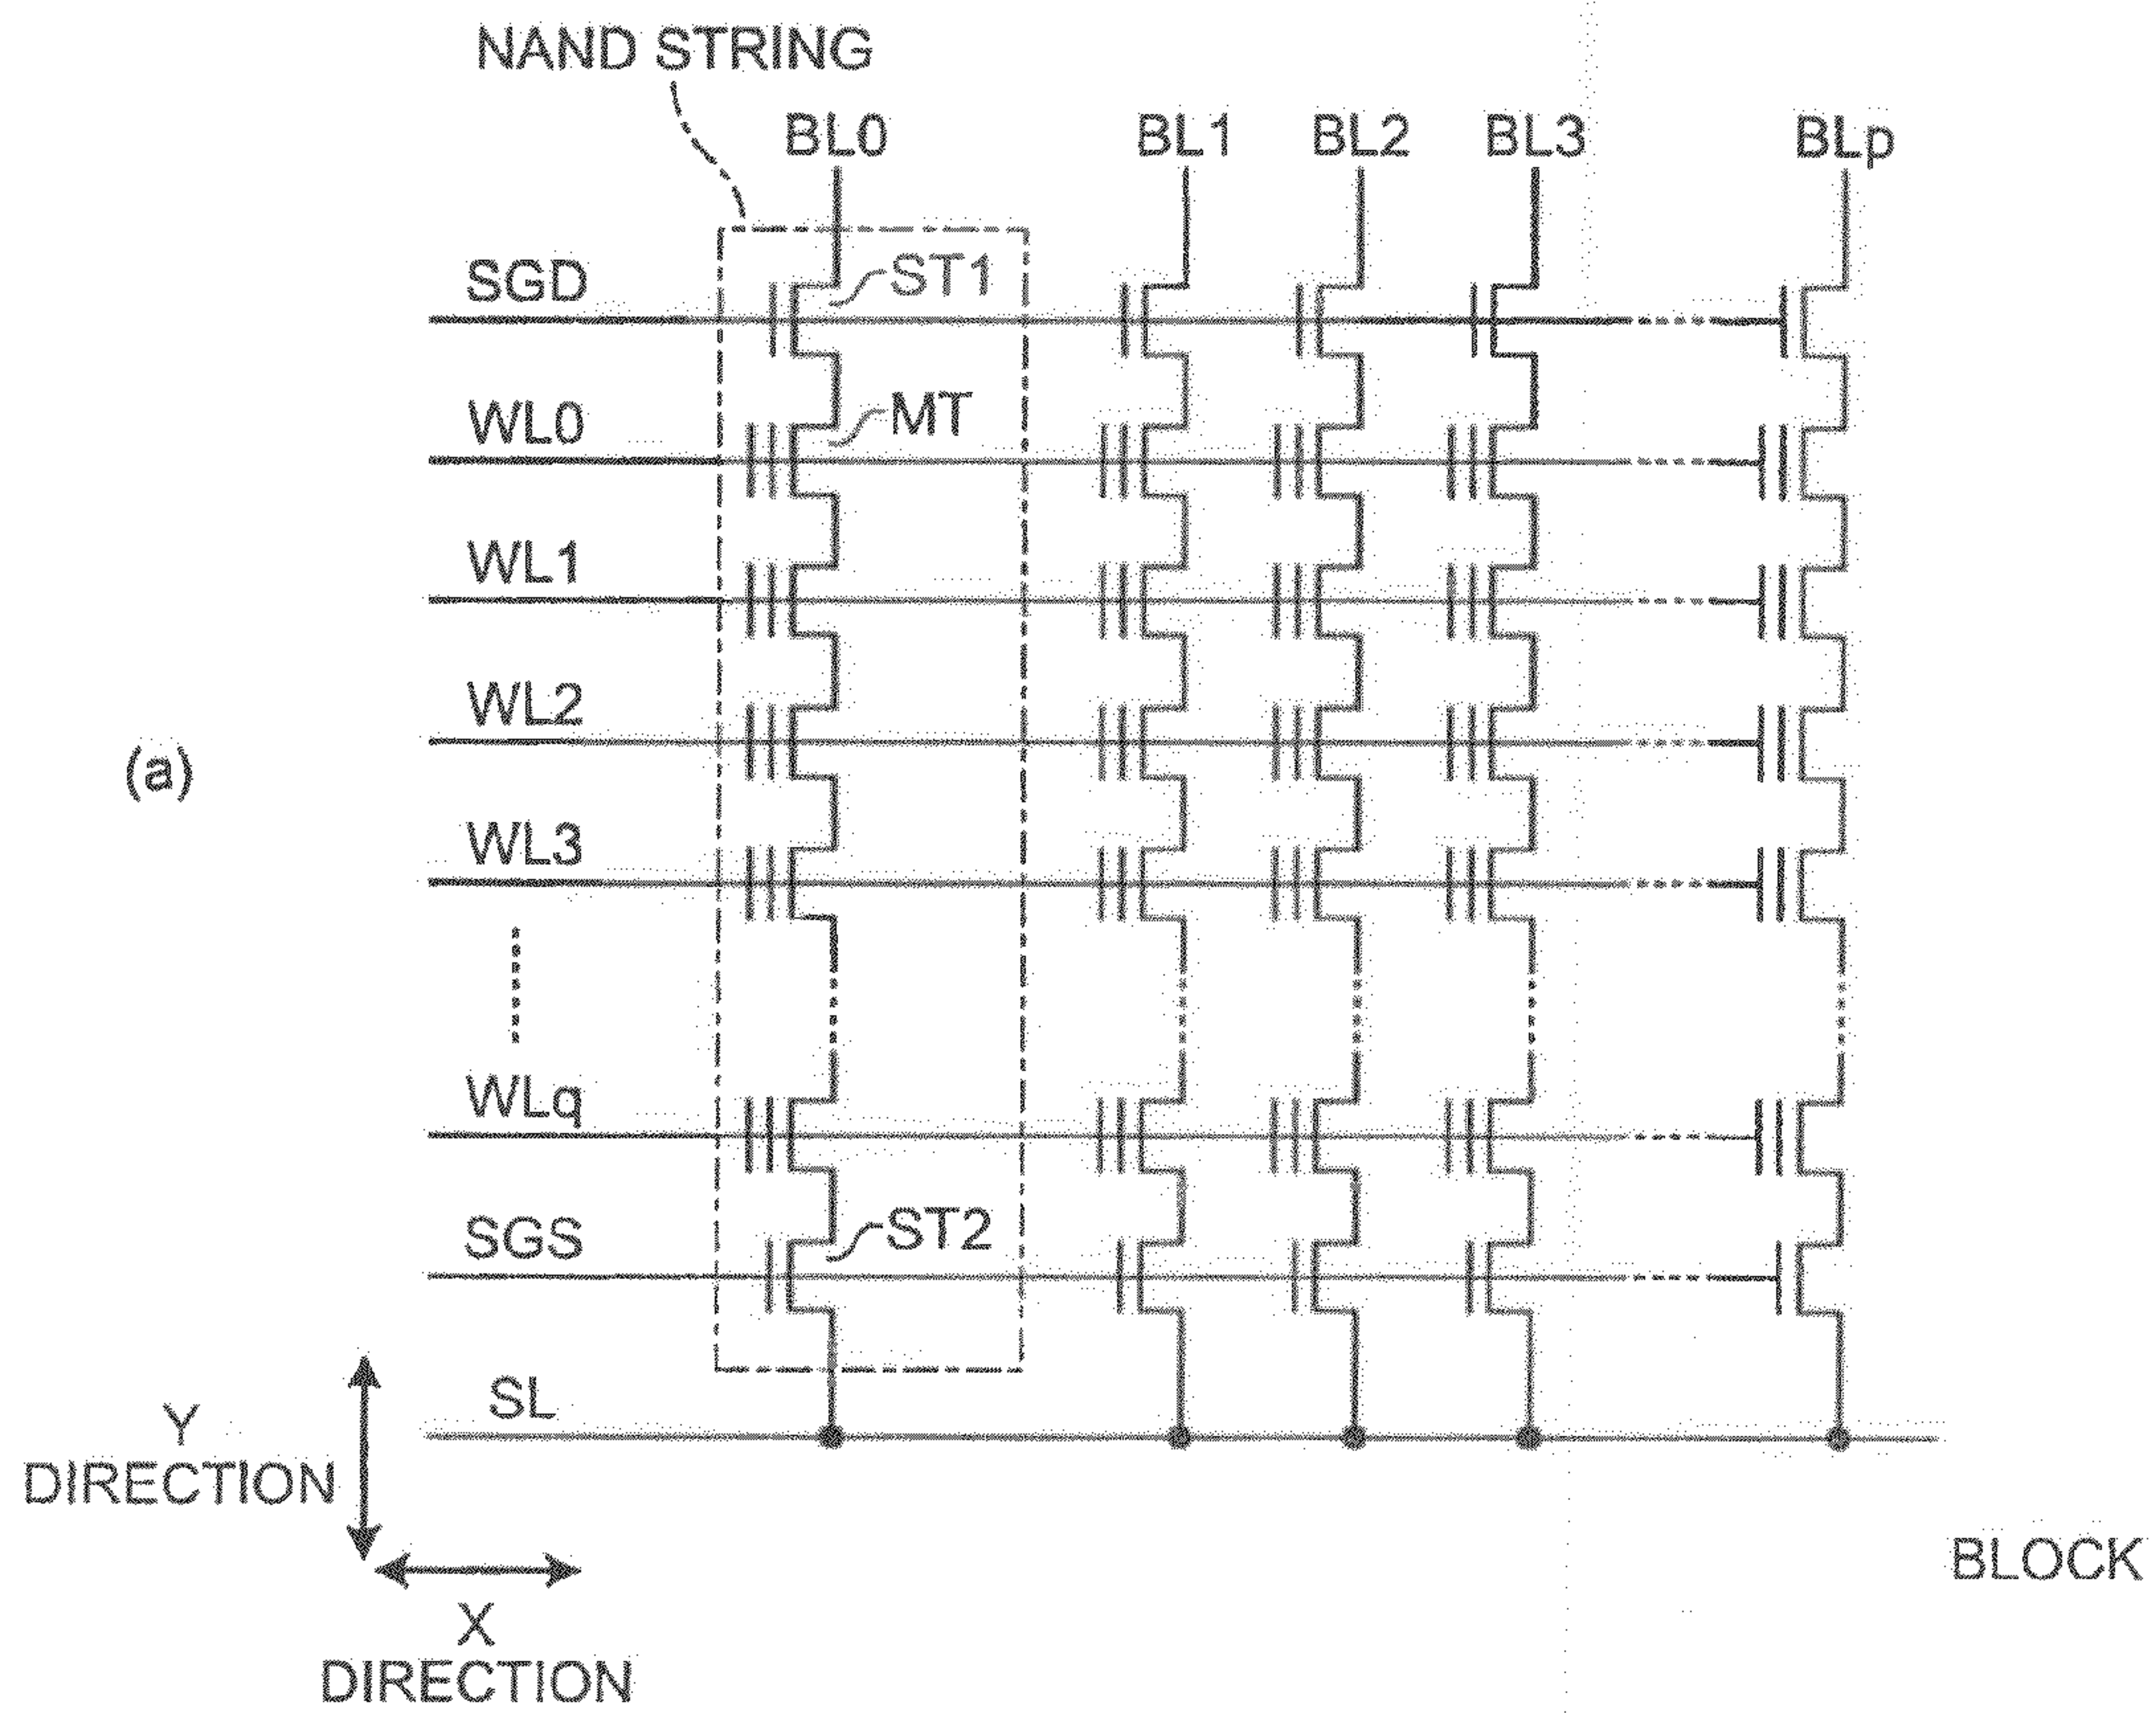 NAND STRING
BL0 BL1 BL2 BL3 BLp
SGD
ST1
WL0
MT
WL1
WL2
(a)
WL3
WLq
SGS
ST2
SL
Y
DIRECTION
BLOCK
X
DIRECTION